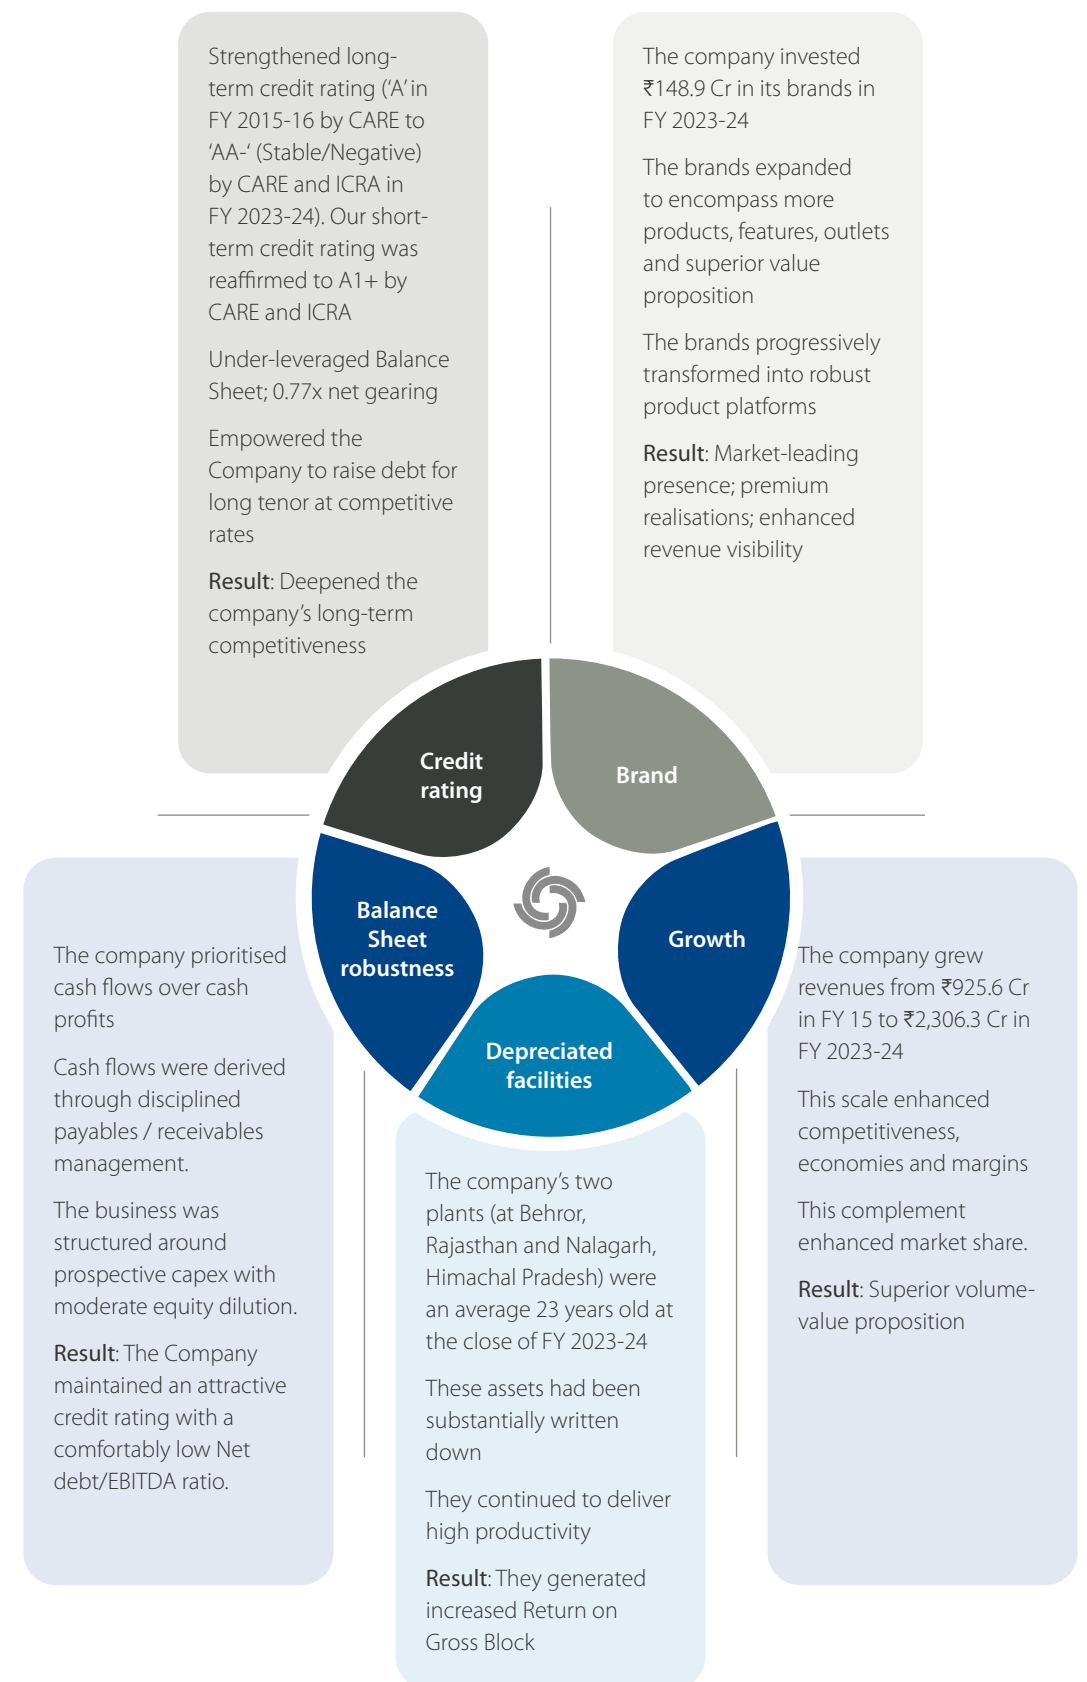 Strengthened long-
term credit rating (‘A’ in
FY 2015-16 by CARE to
‘AA-‘ (Stable/Negative)
by CARE and ICRA in
FY 2023-24). Our short-
term credit rating was
reaffirmed to A1+ by
CARE and ICRA
Under-leveraged Balance
Sheet; 0.77x net gearing
Empowered the
Company to raise debt for
long tenor at competitive
rates
Result: Deepened the
company’s long-term
competitiveness
The company invested
₹148.9 Cr in its brands in
FY 2023-24
The brands expanded
to encompass more
products, features, outlets
and superior value
proposition
The brands progressively
transformed into robust
product platforms
Result: Market-leading
presence; premium
realisations; enhanced
revenue visibility
Credit
rating
Brand
Balance
Sheet
robustness
Growth
Depreciated
facilities
The company prioritised
cash flows over cash
profits
Cash flows were derived
through disciplined
payables / receivables
management.
The business was
structured around
prospective capex with
moderate equity dilution.
Result: The Company
maintained an attractive
credit rating with a
comfortably low Net
debt/EBITDA ratio.
The company’s two
plants (at Behror,
Rajasthan and Nalagarh,
Himachal Pradesh) were
an average 23 years old at
the close of FY 2023-24
These assets had been
substantially written
down
They continued to deliver
high productivity
Result: They generated
increased Return on
Gross Block
The company grew
revenues from ₹925.6 Cr
in FY 15 to ₹2,306.3 Cr in
FY 2023-24
This scale enhanced
competitiveness,
economies and margins
This complement
enhanced market share.
Result: Superior volume-
value proposition